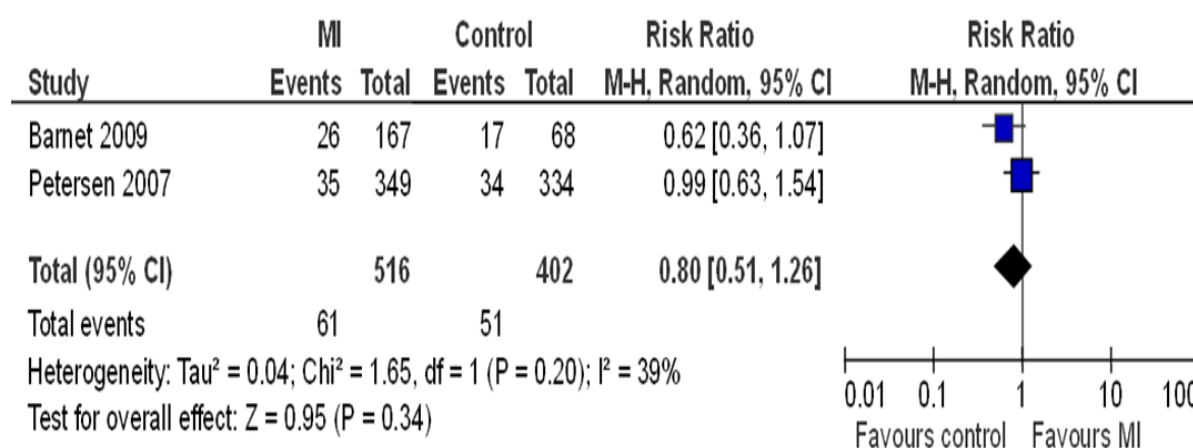 MI Control Risk Ratio Risk Ratio
Study Events Total Events Total M-H, Random, 95% CI M-H, Random, 95% CI
Barnet 2009 26 167 17 68 0.62 [0.36, 1.07]
Petersen 2007 35 349 34 334 0.99 [0.63, 1.54]
Total (95% CI) 516 402 0.80 [0.51, 1.26]
Total events 61 51
Heterogeneity: Tau² = 0.04; Chi² = 1.65, df = 1 (P = 0.20); I² = 39%
Test for overall effect: Z = 0.95 (P = 0.34)
0.01 0.1 1 10 100
Favours control Favours MI